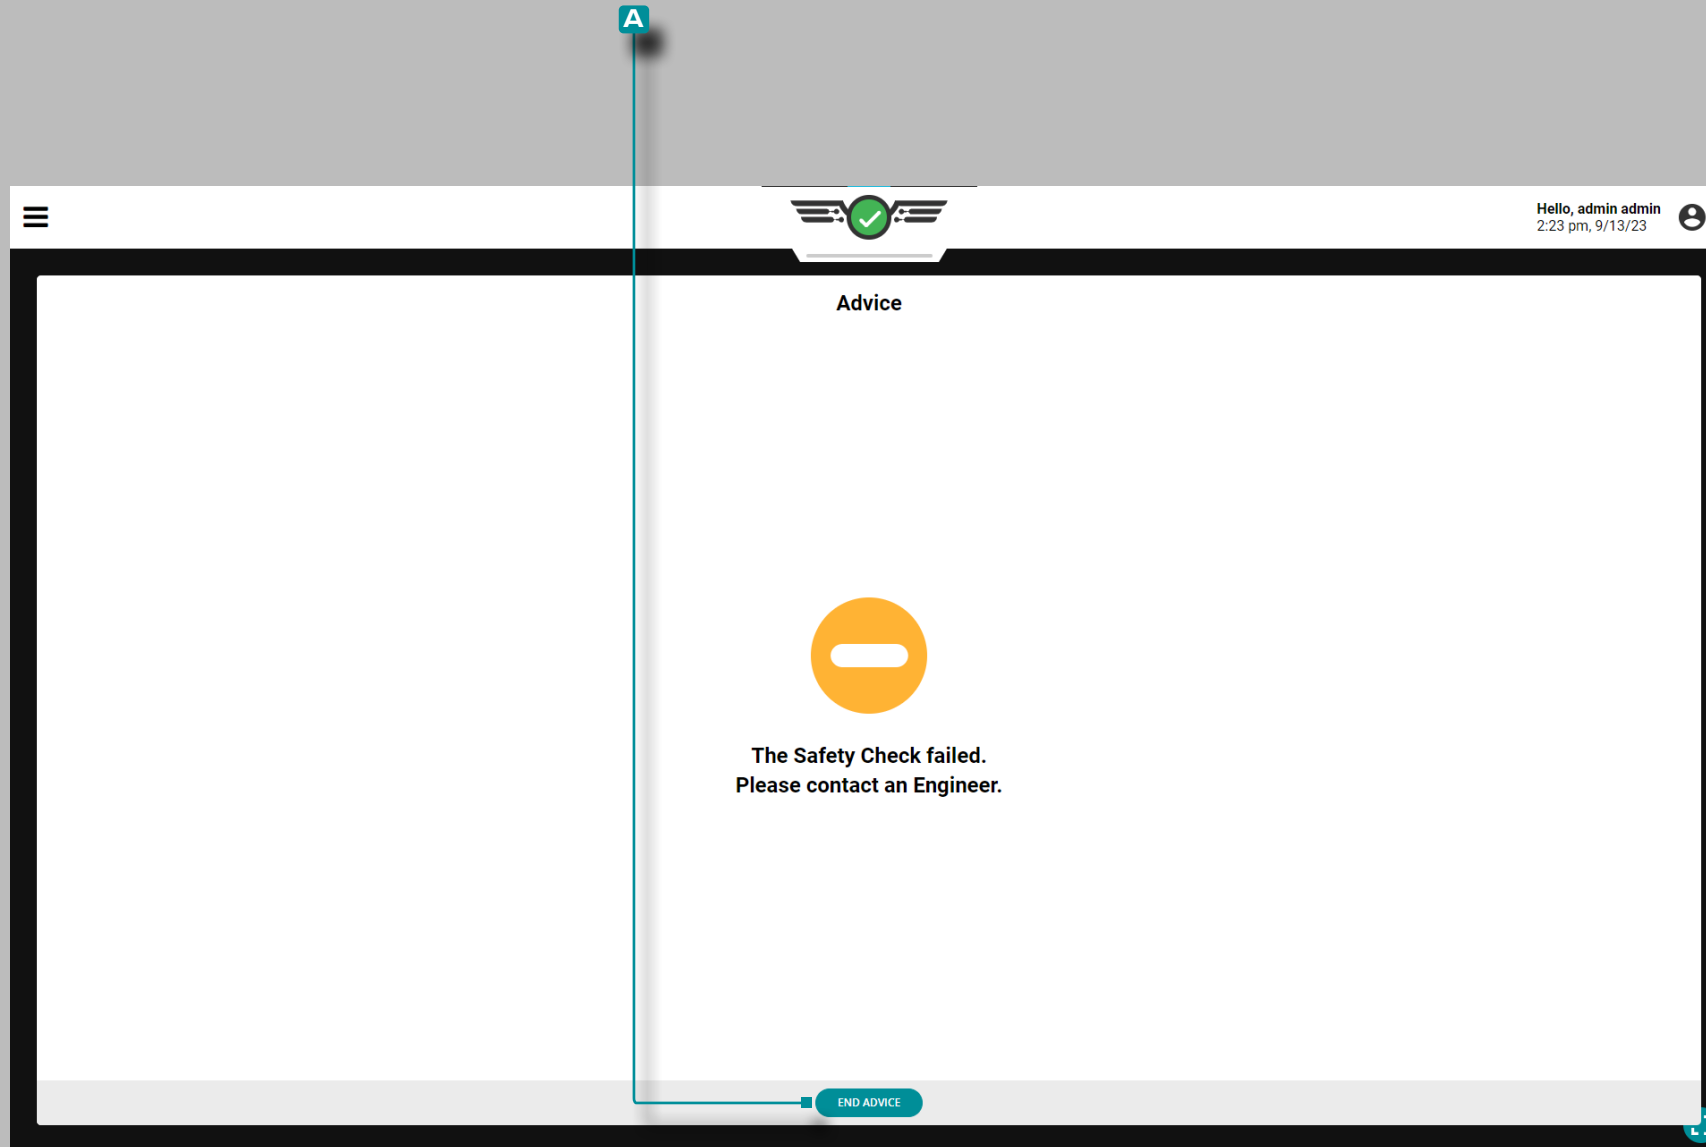 A
Hello, admin admin
2:23 pm, 9/13/23
Advice
The Safety Check failed.
Please contact an Engineer.
END ADVICE